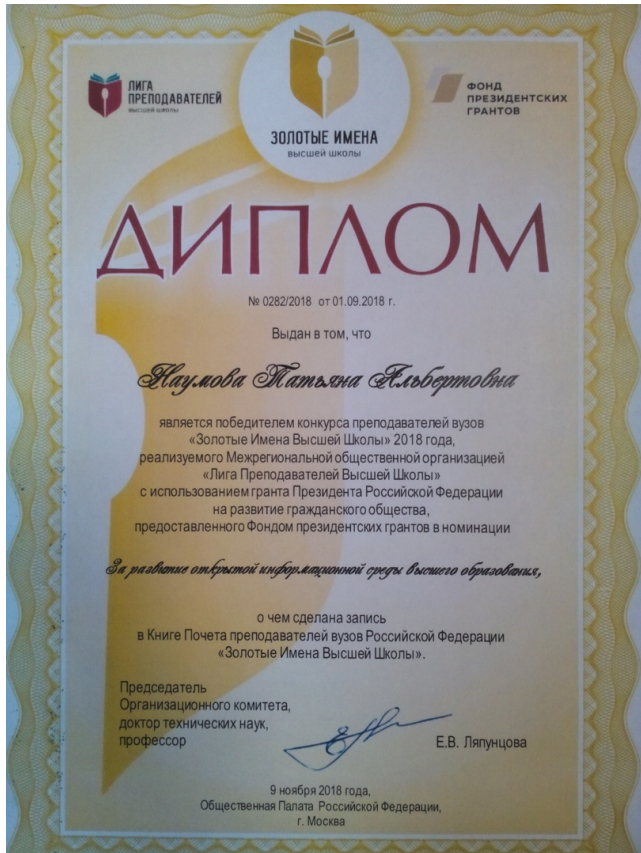 ЛИГА
ПРЕПОДАВАТЕЛЕЙ
ВЫСШЕЙ ШКОЛЫ
ЗОЛОТЫЕ ИМЕНА
ВЫСШЕЙ ШКОЛЫ
ФОНД
ПРЕЗИДЕНТСКИХ
ГРАНТОВ
ДИПЛОМ
№ 0282/2018 от 01.09.2018 г.
Выдан в том, что
Наумова Татьяна Альбертовна
является победителем конкурса преподавателей вузов
«Золотые Имена Высшей Школы» 2018 года,
реализуемого Межрегиональной общественной организацией
«Лига Преподавателей Высшей Школы»
с использованием гранта Президента Российской Федерации
на развитие гражданского общества,
предоставленного Фондом президентских грантов в номинации
За развитие открытой информационной среды высшего образования,
о чем сделана запись
в Книге Почета преподавателей вузов Российской Федерации
«Золотые Имена Высшей Школы».
Председатель
Организационного комитета,
доктор технических наук,
профессор
Е.В. Ляпунцова
9 ноября 2018 года,
Общественная Палата Российской Федерации,
г. Москва